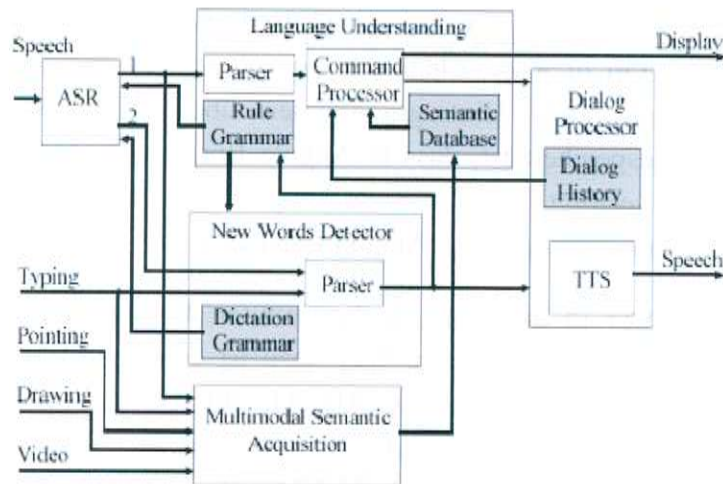 Language Understanding
Speech
1
Display
ASR
Parser
Command
Processor
2
Rule
Grammar
Semantic
Database
Dialog
Processor
Dialog
History
New Words Detector
Speech
Typing
Parser
TTS
Dictation
Grammar
Pointing
Drawing
Multimodal Semantic
Acquisition
Video